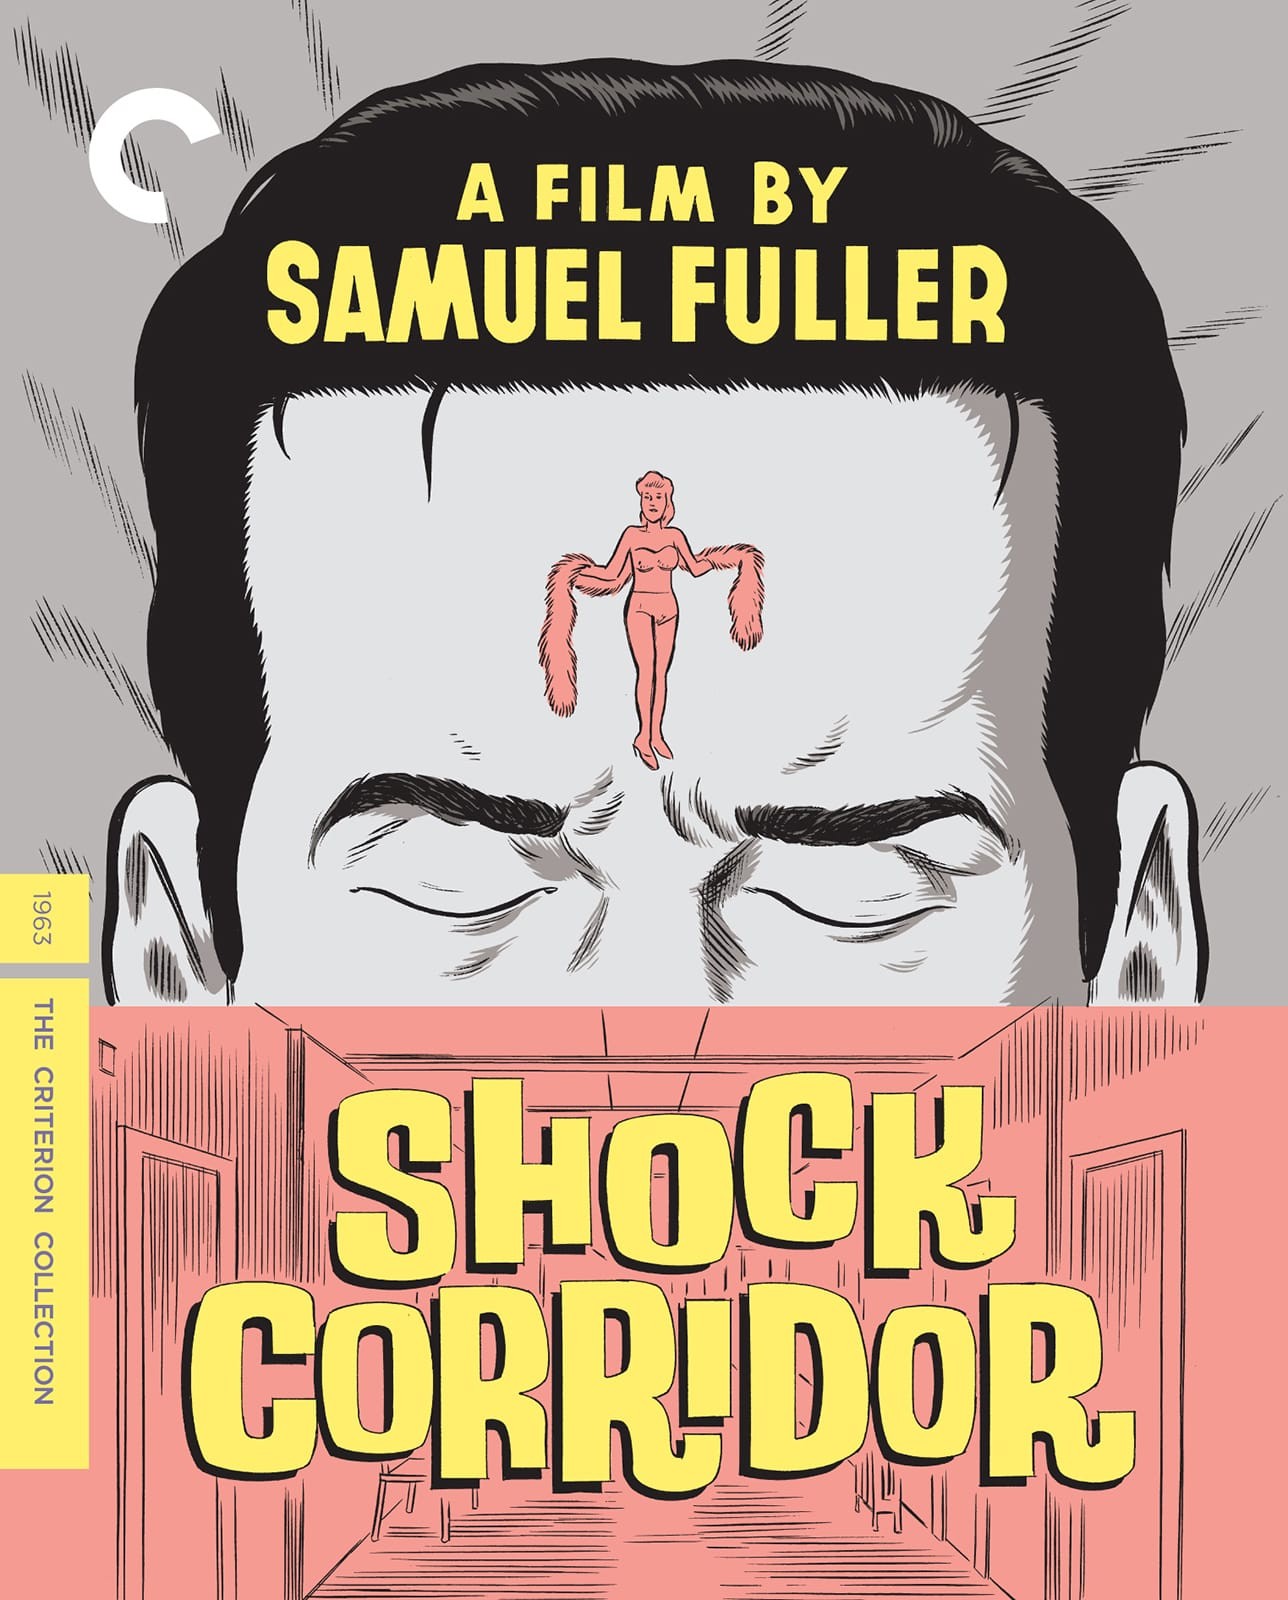 A FILM BY
SAMUEL FULLER
1963
THE CRITERION COLLECTION
SHOCK
CORRIDOR